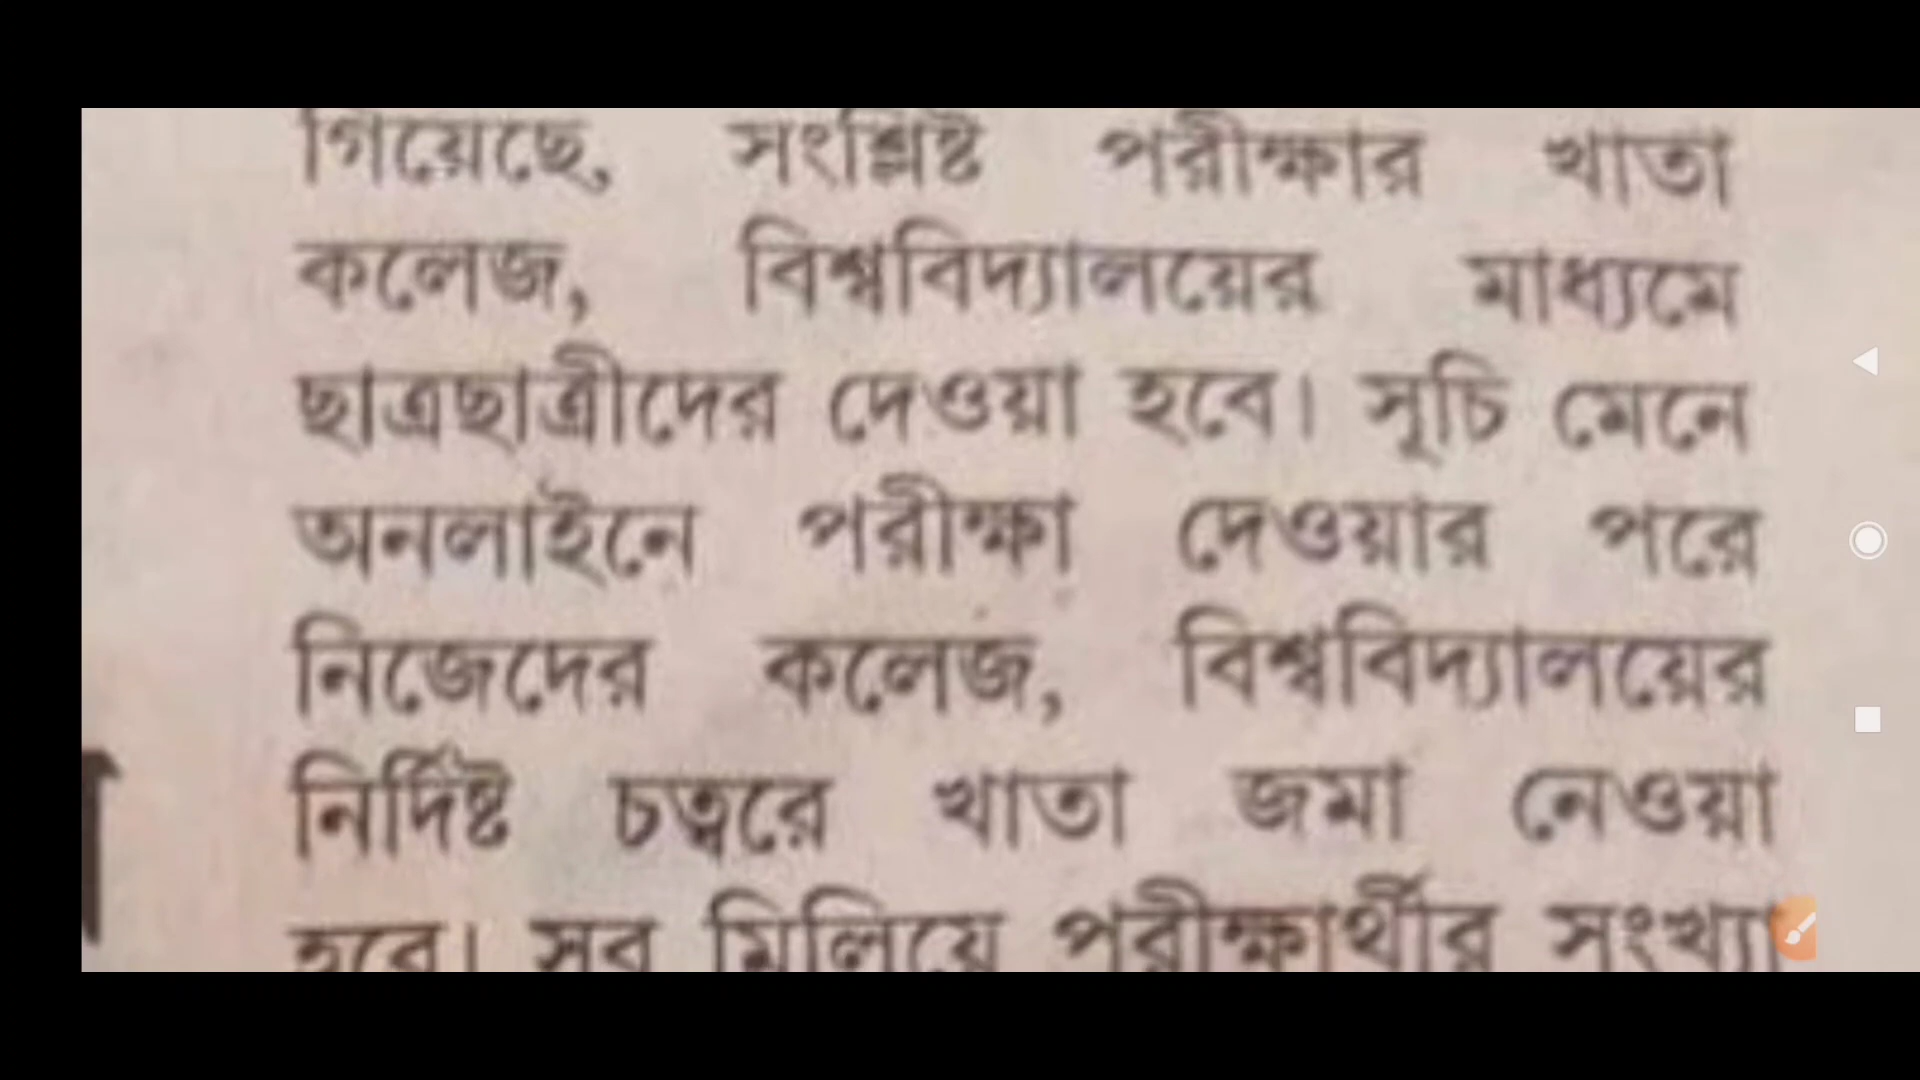 গিয়েছে, সংশ্লিষ্ট পরীক্ষার খাতা
কলেজ, বিশ্ববিদ্যালয়ের মাধ্যমে
ছাত্রছাত্রীদের দেওয়া হবে। সূচি মেনে
অনলাইনে পরীক্ষা দেওয়ার পরে
নিজেদের কলেজ, বিশ্ববিদ্যালয়ের
নির্দিষ্ট চত্বরে খাতা জমা নেওয়া
হবে। সব মিলিয়ে পরীক্ষার্থীর সংখ্যা